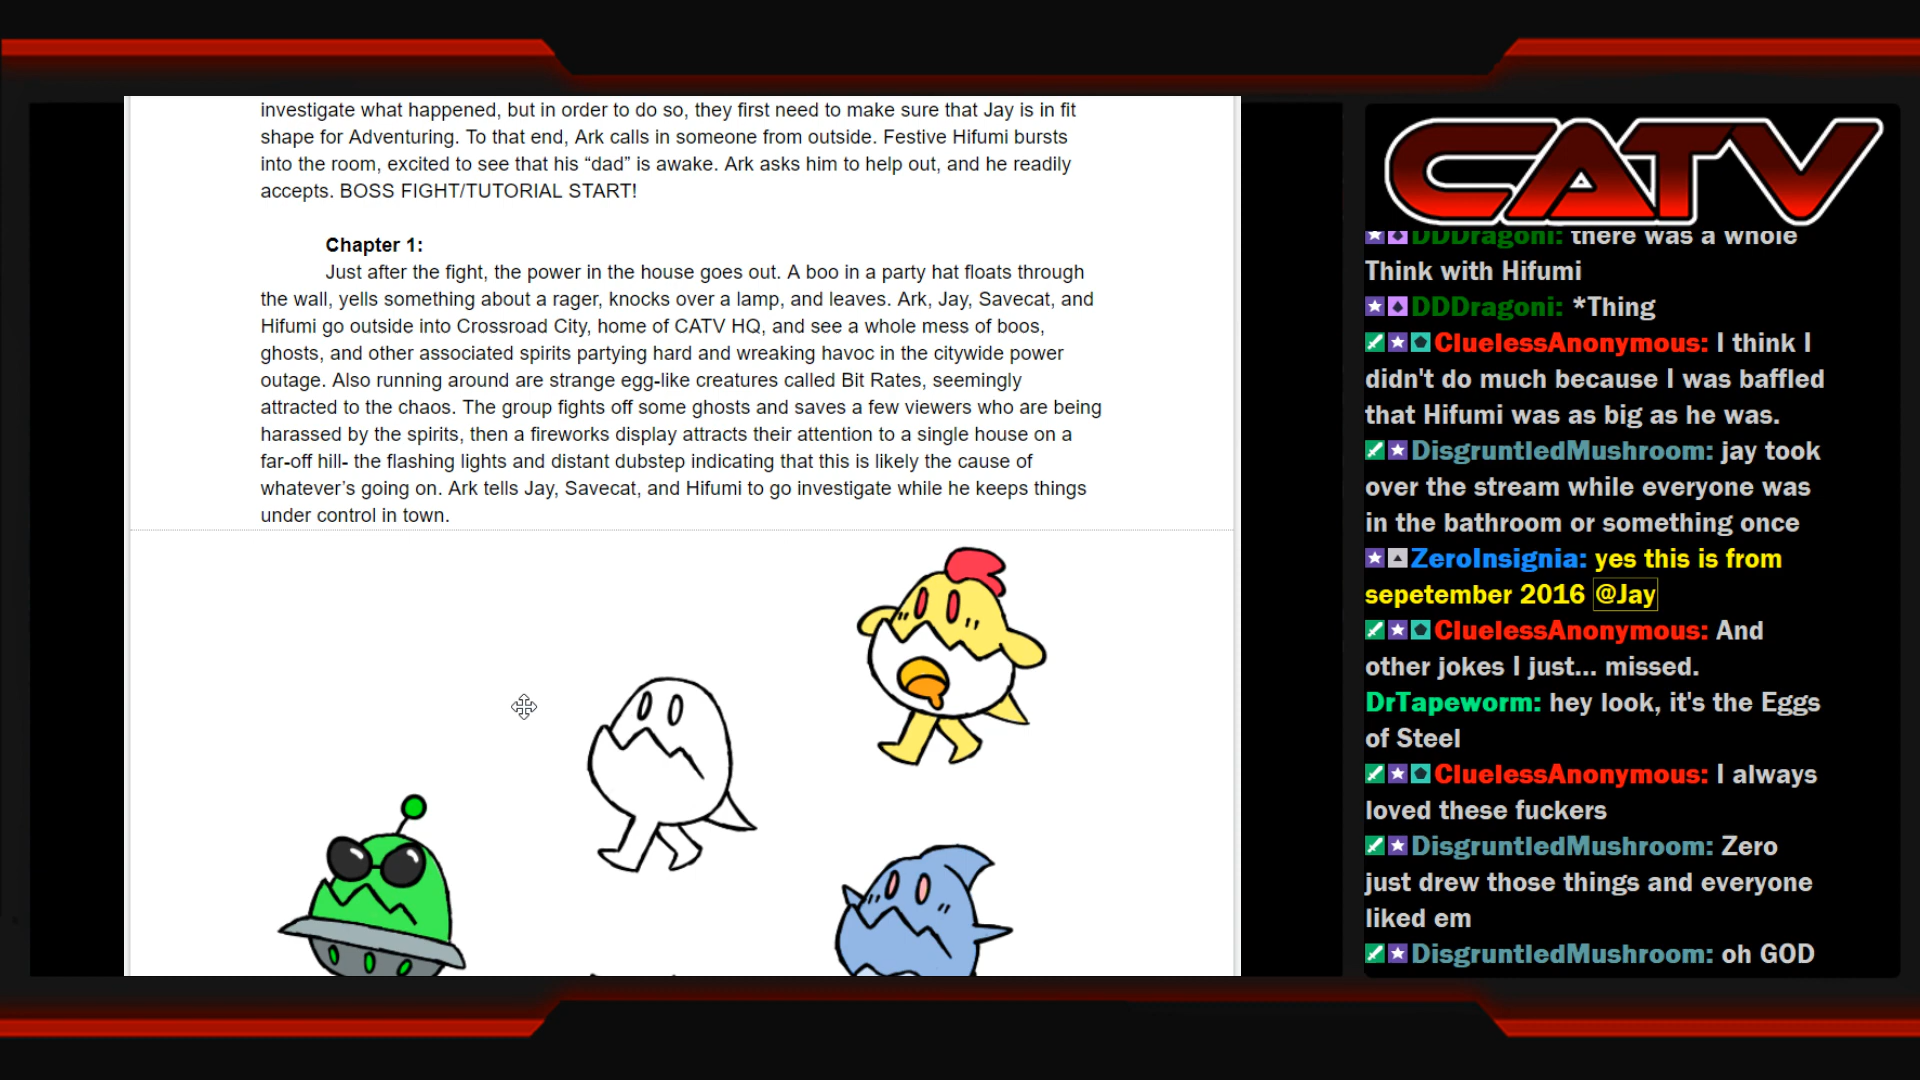 investigate what happened, but in order to do so, they first need to make sure that Jay is in fit
shape for Adventuring. To that end, Ark calls in someone from outside. Festive Hifumi bursts
into the room, excited to see that his “dad” is awake. Ark asks him to help out, and he readily
accepts. BOSS FIGHT/TUTORIAL START!
Chapter 1:
Just after the fight, the power in the house goes out. A boo in a party hat floats through
the wall, yells something about a rager, knocks over a lamp, and leaves. Ark, Jay, Savecat, and
Hifumi go outside into Crossroad City, home of CATV HQ, and see a whole mess of boos,
ghosts, and other associated spirits partying hard and wreaking havoc in the citywide power
outage. Also running around are strange egg-like creatures called Bit Rates, seemingly
attracted to the chaos. The group fights off some ghosts and saves a few viewers who are being
harassed by the spirits, then a fireworks display attracts their attention to a single house on a
far-off hill- the flashing lights and distant dubstep indicating that this is likely the cause of
whatever’s going on. Ark tells Jay, Savecat, and Hifumi to go investigate while he keeps things
under control in town.
CATV
DDDragoni: there was a whole
Think with Hifumi
DDDragoni: *Thing
CluelessAnonymous: I think I
didn't do much because I was baffled
that Hifumi was as big as he was.
DisgruntledMushroom: jay took
over the stream while everyone was
in the bathroom or something once
ZeroInsignia: yes this is from
sepetember 2016 @Jay
CluelessAnonymous: And
other jokes I just... missed.
DrTapeworm: hey look, it's the Eggs
of Steel
CluelessAnonymous: I always
loved these fuckers
DisgruntledMushroom: Zero
just drew those things and everyone
liked em
DisgruntledMushroom: oh GOD